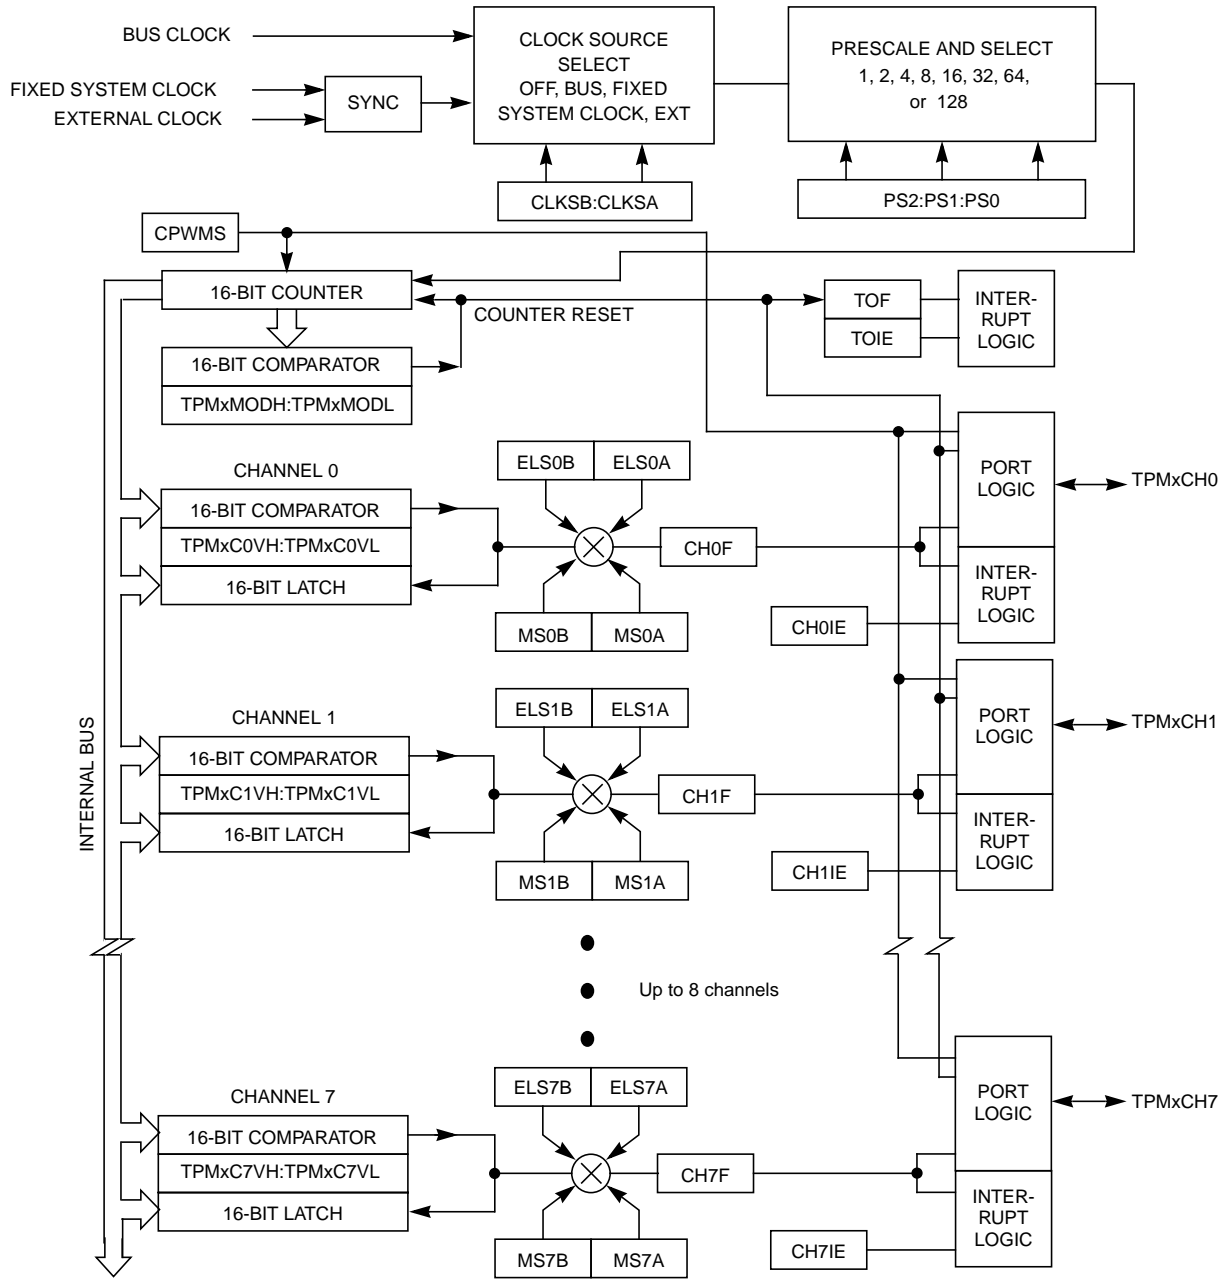 BUS CLOCK
FIXED SYSTEM CLOCK
EXTERNAL CLOCK
SYNC
CLOCK SOURCE
SELECT
OFF, BUS, FIXED
SYSTEM CLOCK, EXT
PRESCALE AND SELECT
1, 2, 4, 8, 16, 32, 64,
or 128
CLKSB:CLKSA
PS2:PS1:PS0
CPWMS
16-BIT COUNTER
COUNTER RESET
TOF
TOIE
INTER-
RUPT
LOGIC
16-BIT COMPARATOR
TPMxMODH:TPMxMODL
INTERNAL BUS
CHANNEL 0
16-BIT COMPARATOR
TPMxC0VH:TPMxC0VL
16-BIT LATCH
ELS0B
ELS0A
MS0B
MS0A
CH0F
CH0IE
PORT
LOGIC
INTER-
RUPT
LOGIC
TPMxCH0
CHANNEL 1
16-BIT COMPARATOR
TPMxC1VH:TPMxC1VL
16-BIT LATCH
ELS1B
ELS1A
MS1B
MS1A
CH1F
CH1IE
PORT
LOGIC
INTER-
RUPT
LOGIC
TPMxCH1
Up to 8 channels
CHANNEL 7
16-BIT COMPARATOR
TPMxC7VH:TPMxC7VL
16-BIT LATCH
ELS7B
ELS7A
MS7B
MS7A
CH7F
CH7IE
PORT
LOGIC
INTER-
RUPT
LOGIC
TPMxCH7